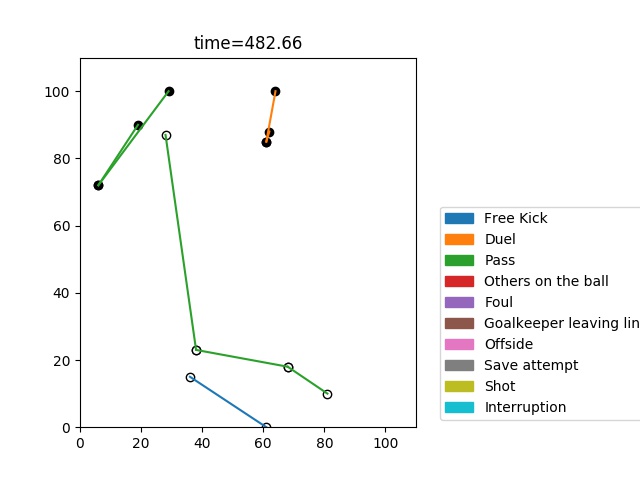 time=482.66
100
80
60
40
20
0
0 20 40 60 80 100
Free Kick
Duel
Pass
Others on the ball
Foul
Goalkeeper leaving lin
Offside
Save attempt
Shot
Interruption